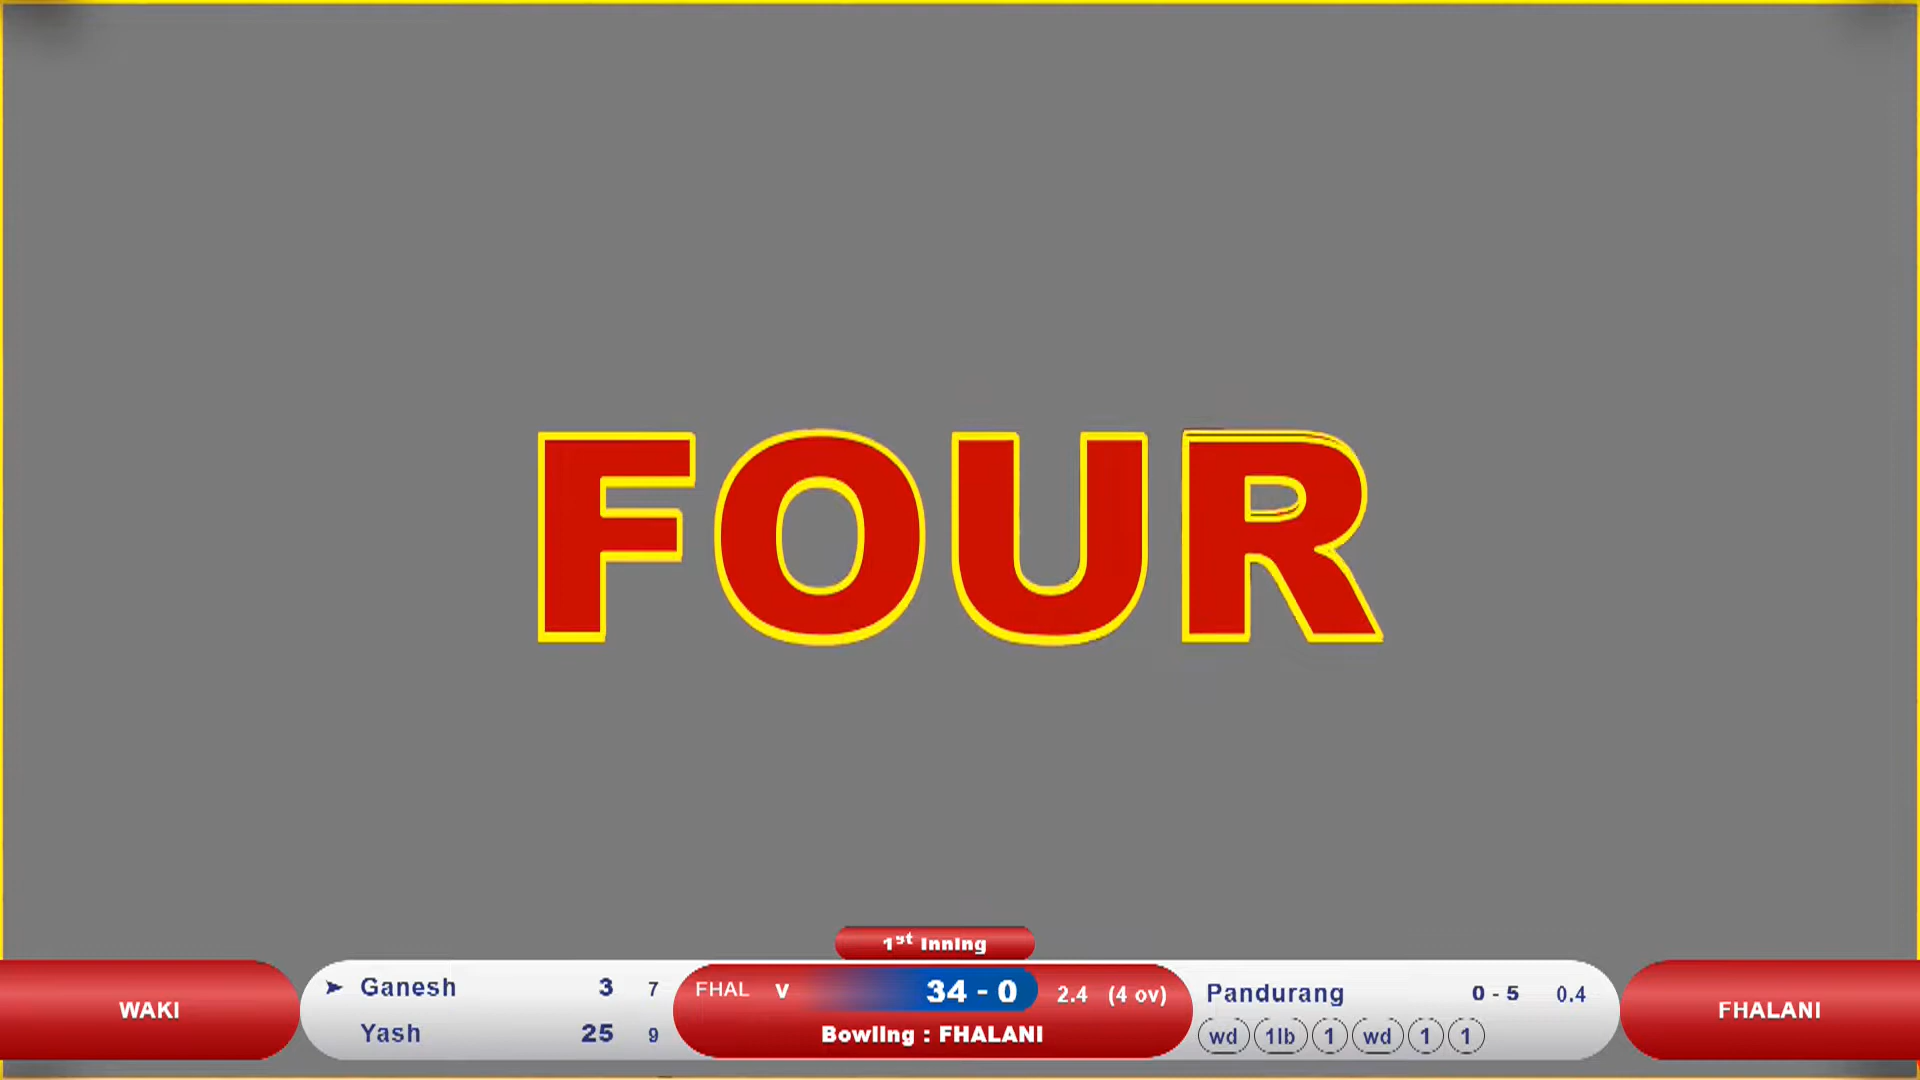 FOUR
1st Inning
WAKI
Ganesh 3 7
Yash 25 9
FHAL v 34 - 0 2.4 (4 ov)
Bowling : FHALANI
Pandurang 0 - 5 0.4
wd 1lb 1 wd 1 1
FHALANI